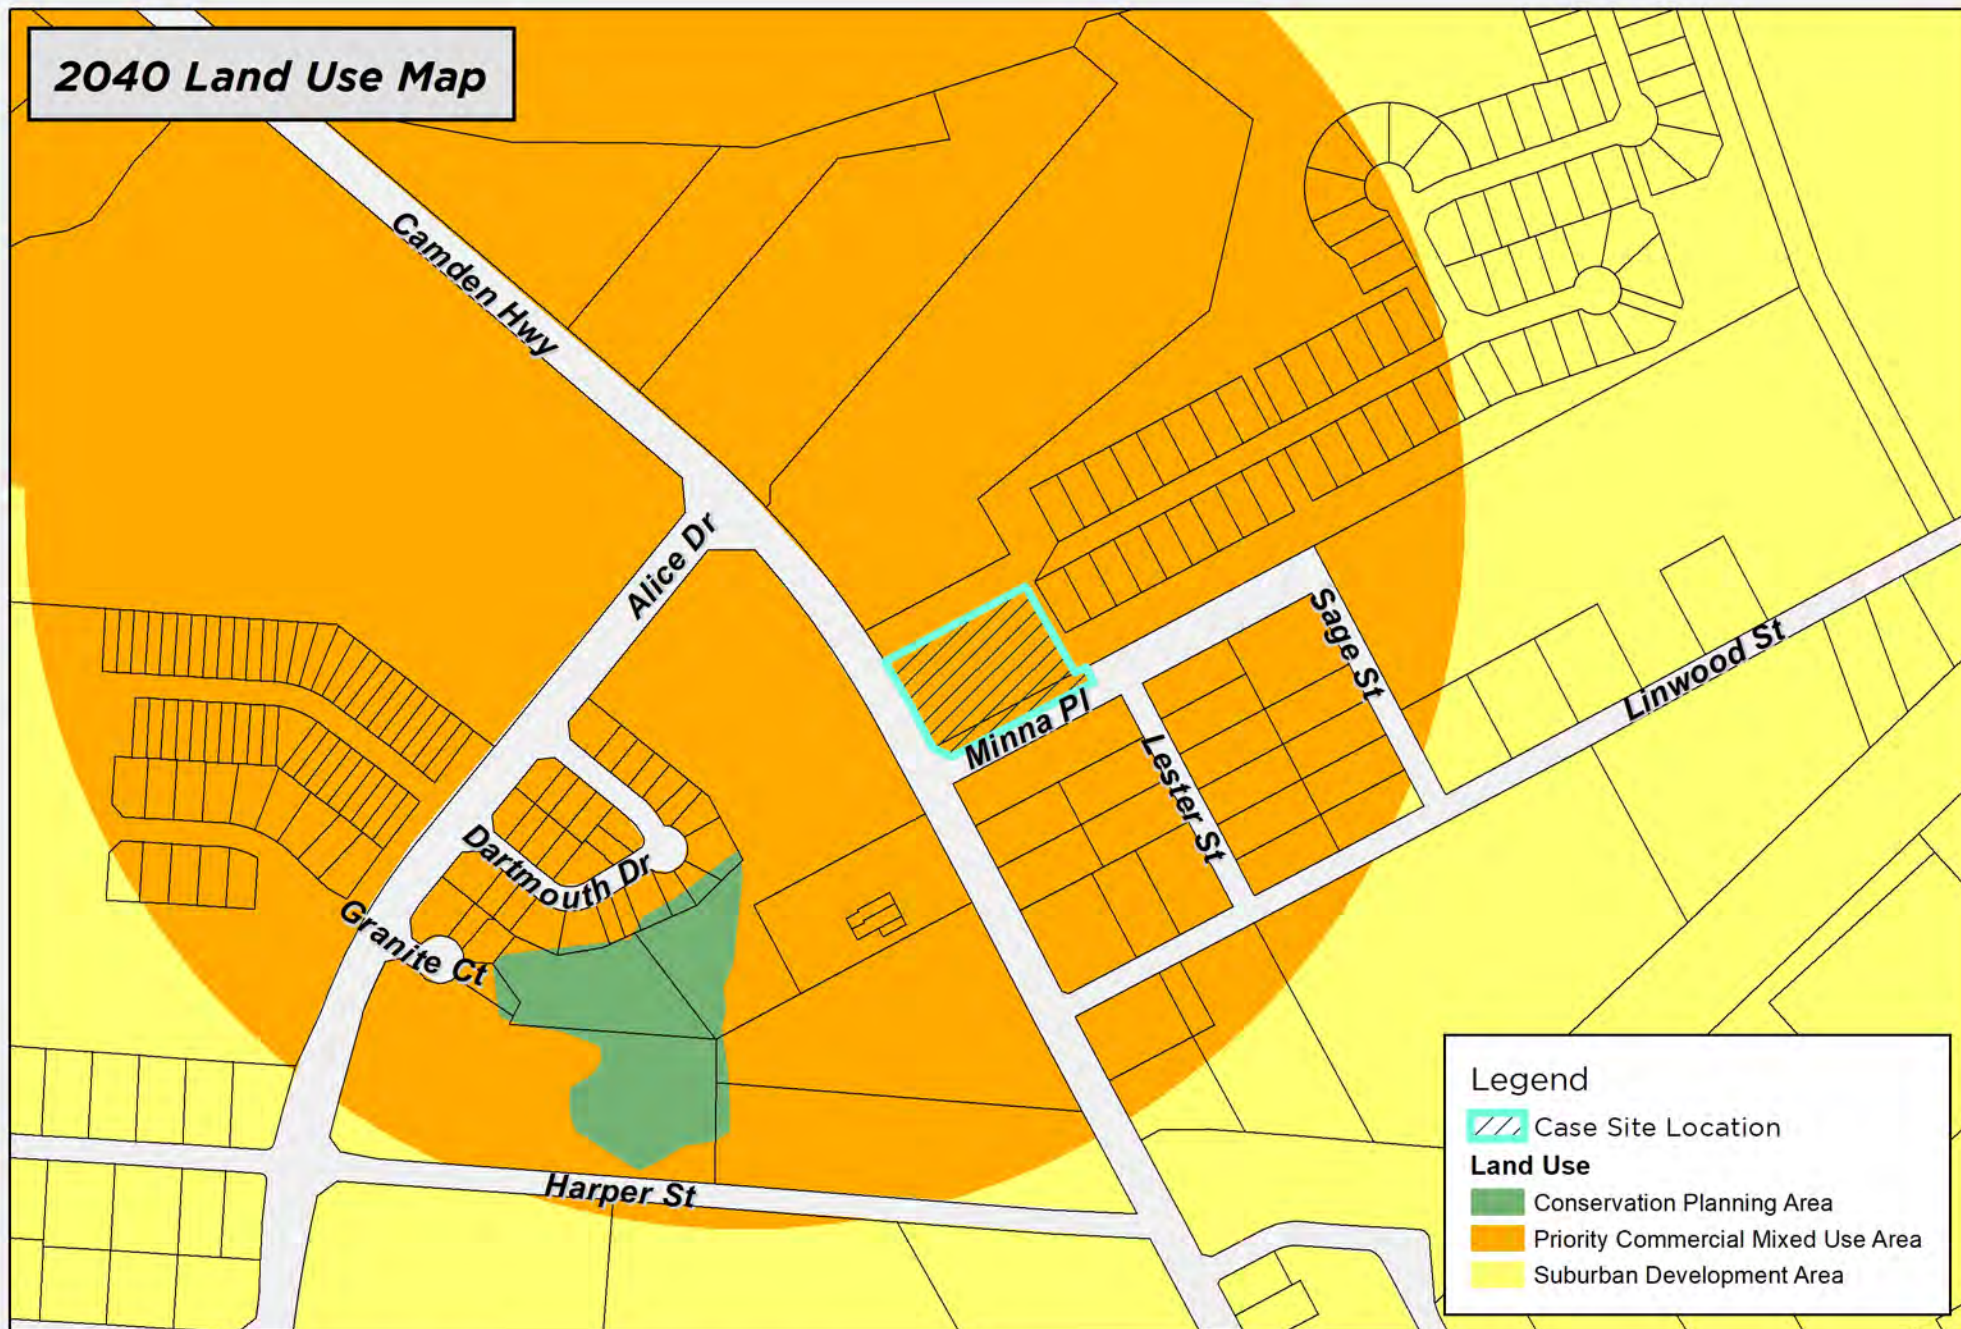 2040 Land Use Map
Camden Hwy
Alice Dr
Sage St
Linwood St
Minna Pl
Lester St
Dartmouth Dr
Granite Ct
Harper St
Legend
Case Site Location
Land Use
Conservation Planning Area
Priority Commercial Mixed Use Area
Suburban Development Area